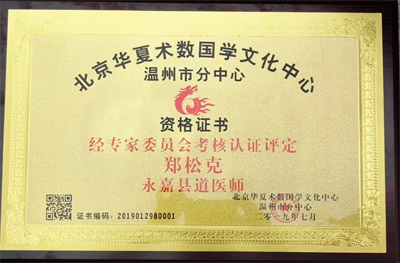 北京华夏术数国学文化中心
温州市分中心
资格证书
经专家委员会考核认证评定
郑松克
永嘉县道医师
北京华夏术数国学文化中心
温州市分中心
证书编码：2019012980001
二〇一九年七月